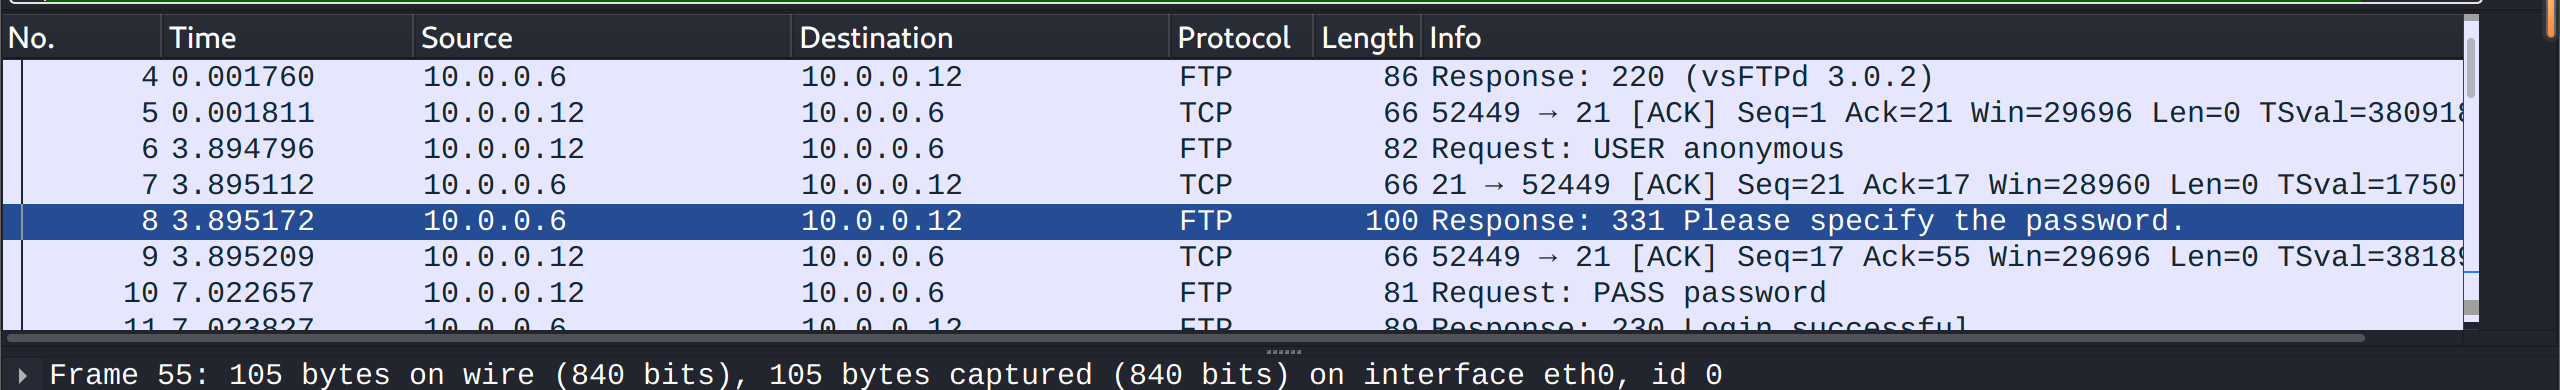 No. Time Source Destination Protocol Length Info
4 0.001760 10.0.0.6 10.0.0.12 FTP 86 Response: 220 (vsFTPd 3.0.2)
5 0.001811 10.0.0.12 10.0.0.6 TCP 66 52449 → 21 [ACK] Seq=1 Ack=21 Win=29696 Len=0 TSval=380918
6 3.894796 10.0.0.12 10.0.0.6 FTP 82 Request: USER anonymous
7 3.895112 10.0.0.6 10.0.0.12 TCP 66 21 → 52449 [ACK] Seq=21 Ack=17 Win=28960 Len=0 TSval=17507
8 3.895172 10.0.0.6 10.0.0.12 FTP 100 Response: 331 Please specify the password.
9 3.895209 10.0.0.12 10.0.0.6 TCP 66 52449 → 21 [ACK] Seq=17 Ack=55 Win=29696 Len=0 TSval=38189
10 7.022657 10.0.0.12 10.0.0.6 FTP 81 Request: PASS password
11 7.023827 10.0.0.6 10.0.0.12 FTP 89 Response: 230 Login successful
Frame 55: 105 bytes on wire (840 bits), 105 bytes captured (840 bits) on interface eth0, id 0